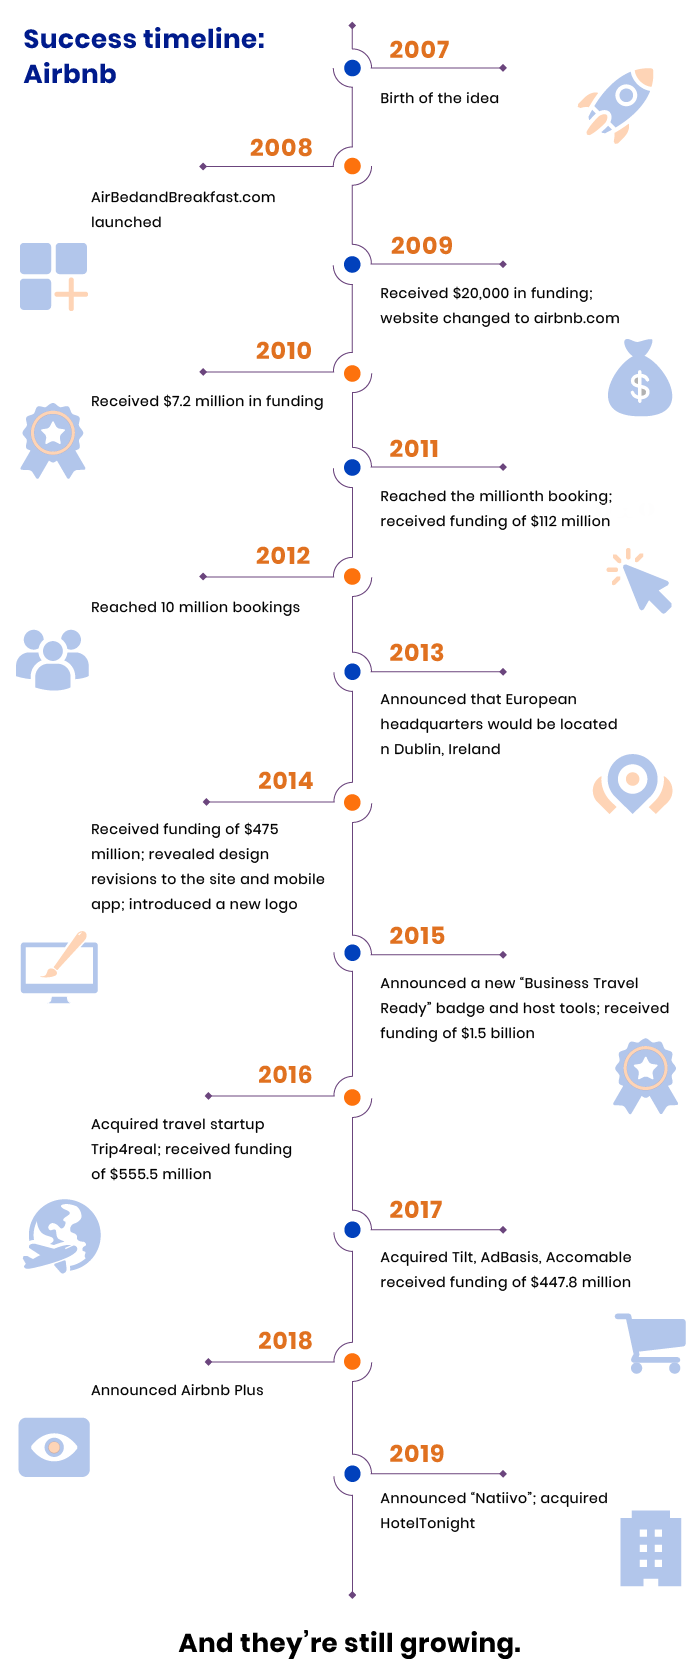 Success timeline:
Airbnb
2007
Birth of the idea
2008
AirBedandBreakfast.com
launched
2009
Received $20,000 in funding;
website changed to airbnb.com
2010
Received $7.2 million in funding
$
2011
Reached the millionth booking;
received funding of $112 million
2012
Reached 10 million bookings
2013
Announced that European
headquarters would be located
n Dublin, Ireland
2014
Received funding of $475
million; revealed design
revisions to the site and mobile
app; introduced a new logo
2015
Announced a new “Business Travel
Ready” badge and host tools; received
funding of $1.5 billion
2016
Acquired travel startup
Trip4real; received funding
of $555.5 million
2017
Acquired Tilt, AdBasis, Accomable
received funding of $447.8 million
2018
Announced Airbnb Plus
2019
Announced “Natiivo”; acquired
HotelTonight
And they’re still growing.